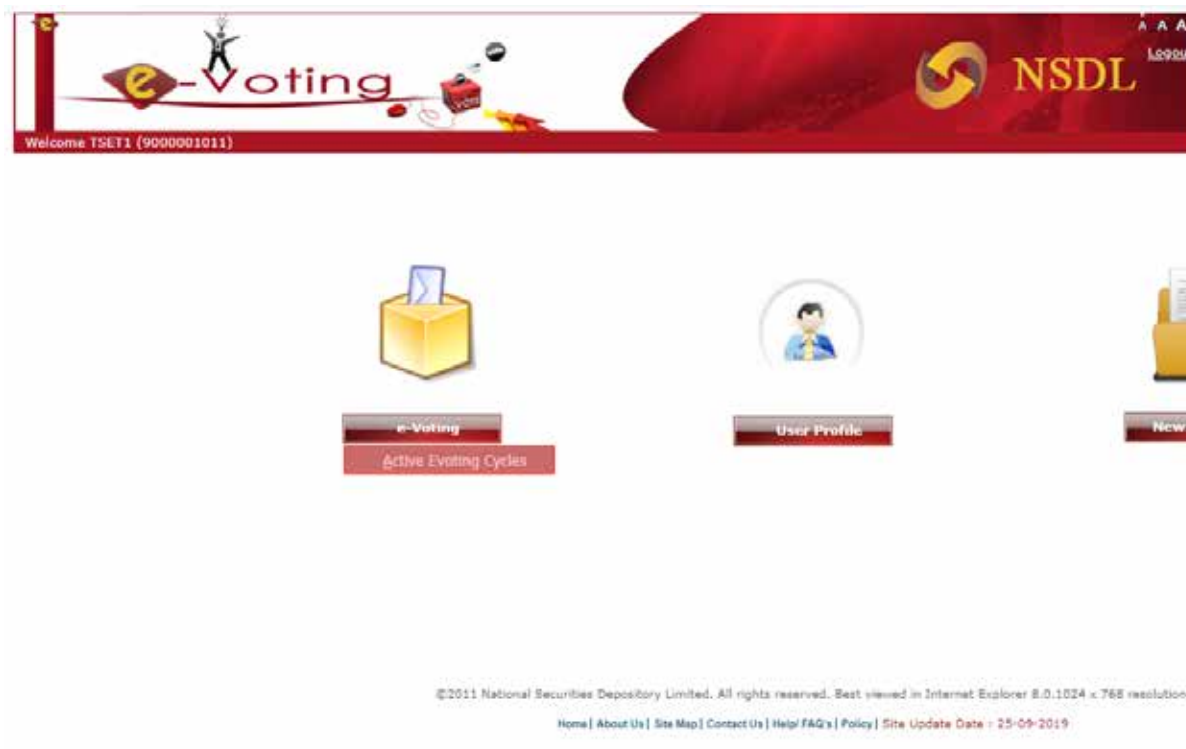 e
A A A
e-Voting
NSDL
Logou
Welcome TSET1 (9000001011)
e-Voting
User Profile
New
Active Evoting Cycles
©2011 National Securities Depository Limited. All rights reserved. Best viewed in Internet Explorer 8.0.1024 x 768 resolution
Home| About Us| Site Map| Contact Us| Help/ FAQ's| Policy| Site Update Date : 25-09-2019